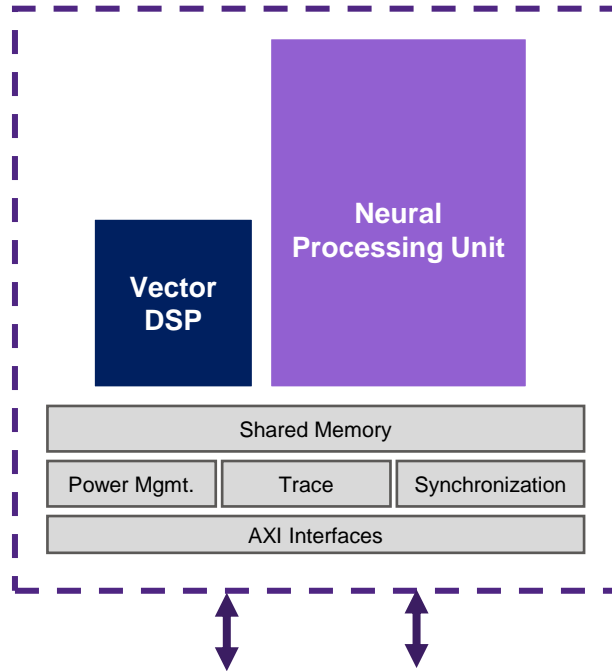 Neural
Processing Unit
Vector
DSP
Shared Memory
Power Mgmt.
Trace
Synchronization
AXI Interfaces